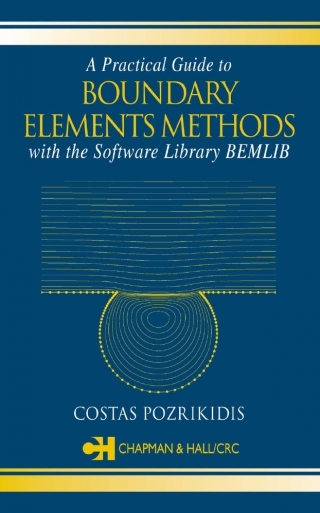 A Practical Guide to
BOUNDARY
ELEMENTS METHODS
with the Software Library BEMLIB
COSTAS POZRIKIDIS
CH CHAPMAN & HALL/CRC